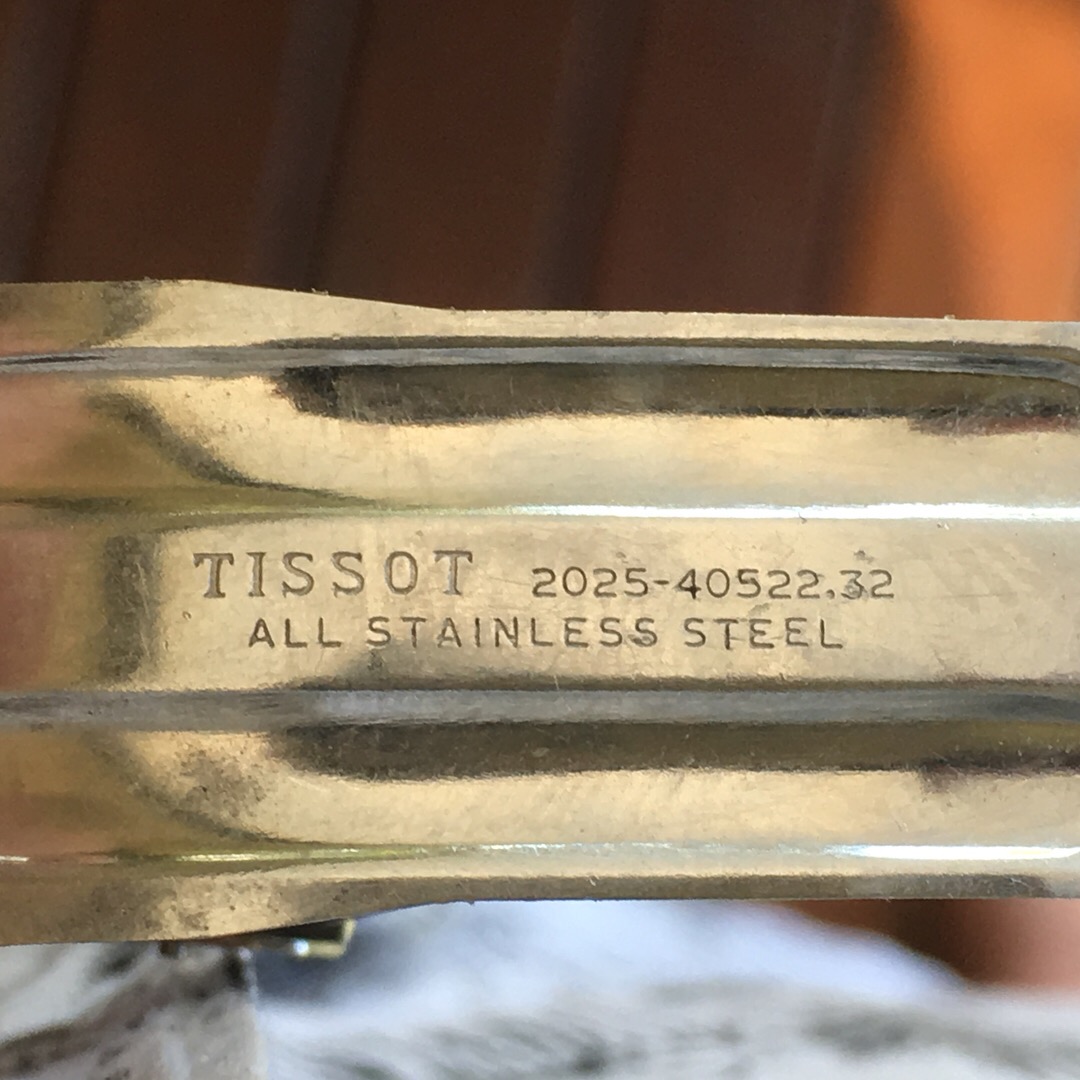 TISSOT 2025-40522.32
ALL STAINLESS STEEL